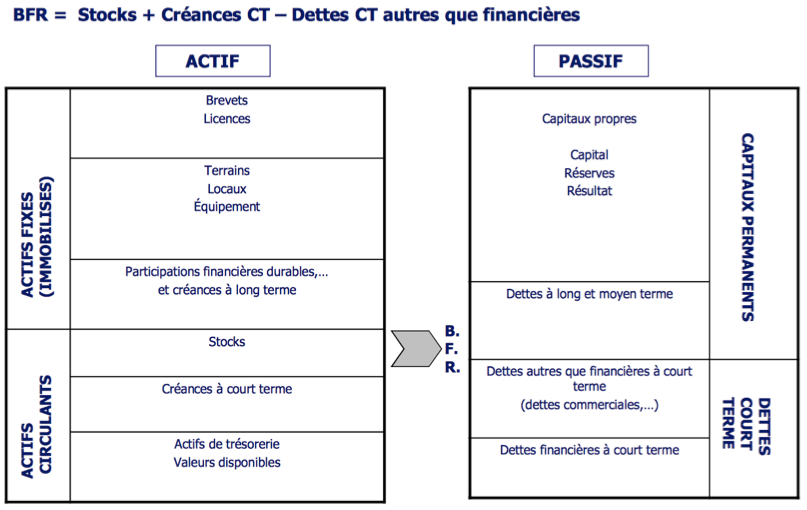 BFR = Stocks + Créances CT – Dettes CT autres que financières
ACTIF
PASSIF
ACTIFS FIXES
(IMMOBILISES)
Brevets
Licences
Terrains
Locaux
Équipement
Participations financières durables,...
et créances à long terme
ACTIFS
CIRCULANTS
Stocks
Créances à court terme
Actifs de trésorerie
Valeurs disponibles
B.
F.
R.
Capitaux propres
Capital
Réserves
Résultat
Dettes à long et moyen terme
CAPITAUX PERMANENTS
Dettes autres que financières à court
terme
(dettes commerciales,...)
Dettes financières à court terme
DETTES
COURT
TERME